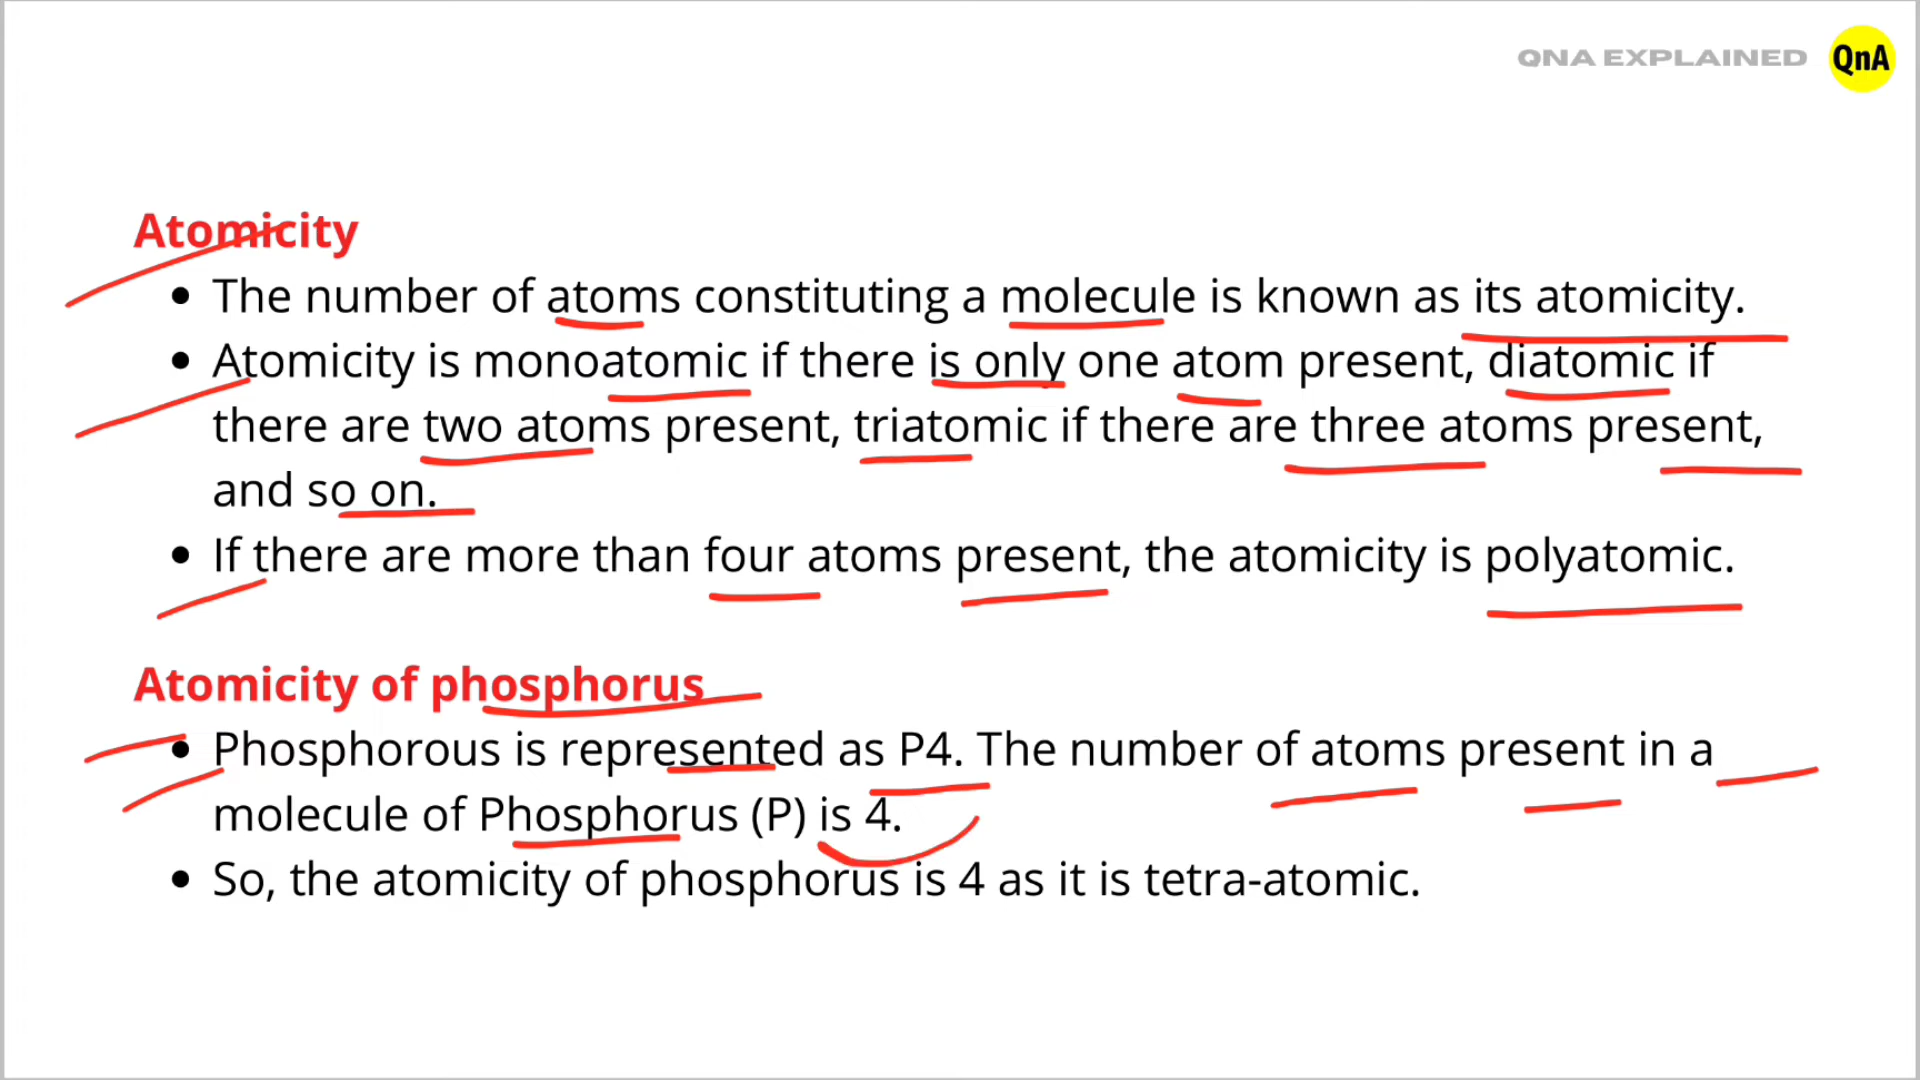 QNA EXPLAINED QnA
Atomicity
• The number of atoms constituting a molecule is known as its atomicity.
• Atomicity is monoatomic if there is only one atom present, diatomic if
there are two atoms present, triatomic if there are three atoms present,
and so on.
• If there are more than four atoms present, the atomicity is polyatomic.
Atomicity of phosphorus
• Phosphorous is represented as P4. The number of atoms present in a
molecule of Phosphorus (P) is 4.
• So, the atomicity of phosphorus is 4 as it is tetra-atomic.